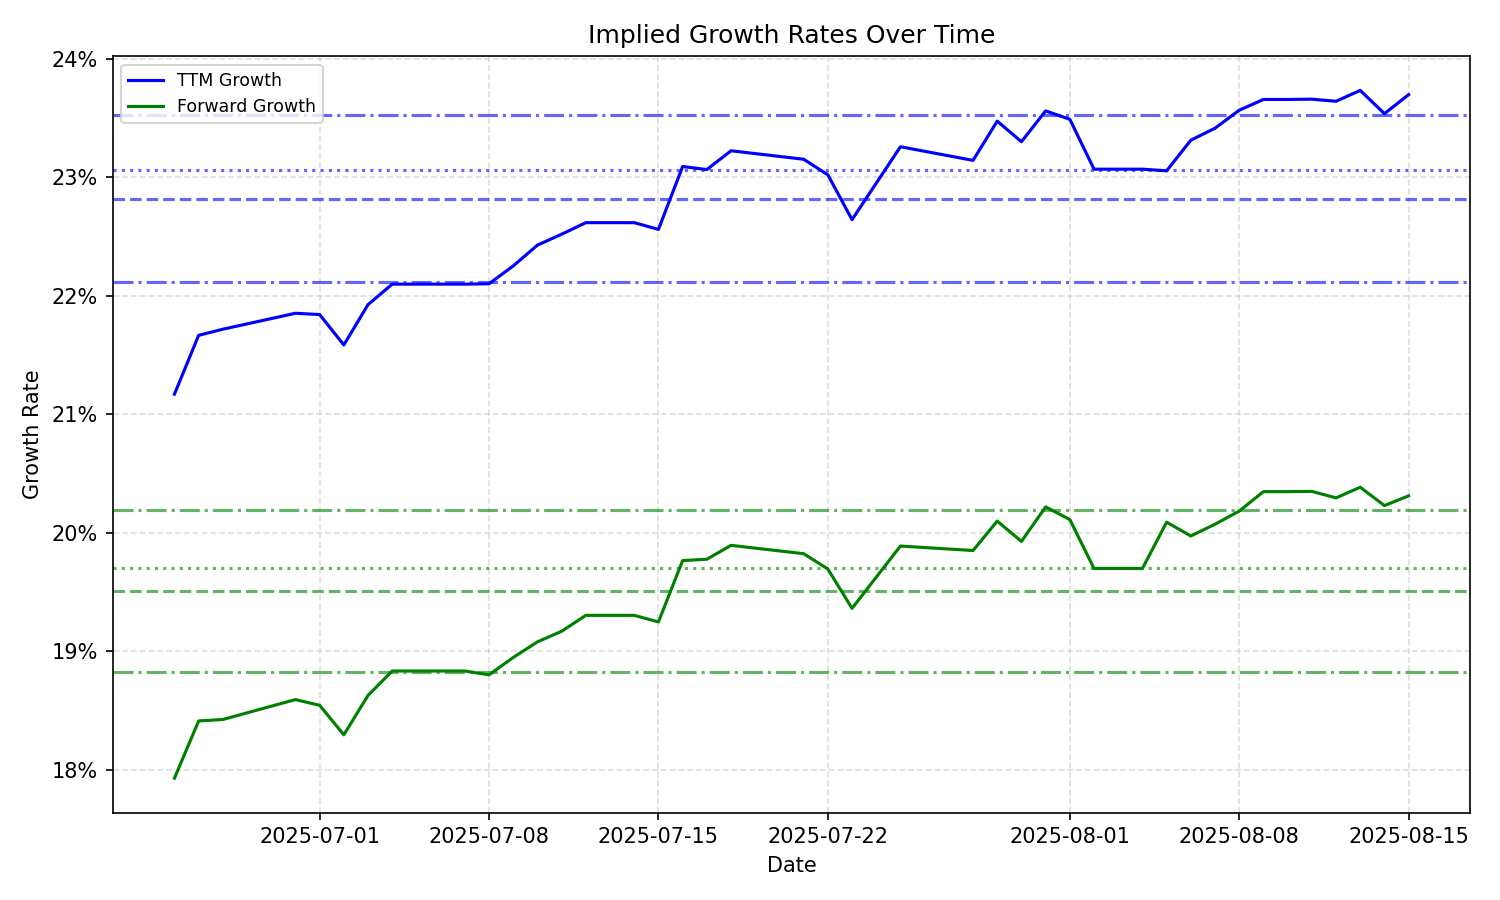 Implied Growth Rates Over Time
TTM Growth
Forward Growth
24%
23%
22%
21%
20%
19%
18%
Growth Rate
2025-07-01 2025-07-08 2025-07-15 2025-07-22 2025-08-01 2025-08-08 2025-08-15
Date